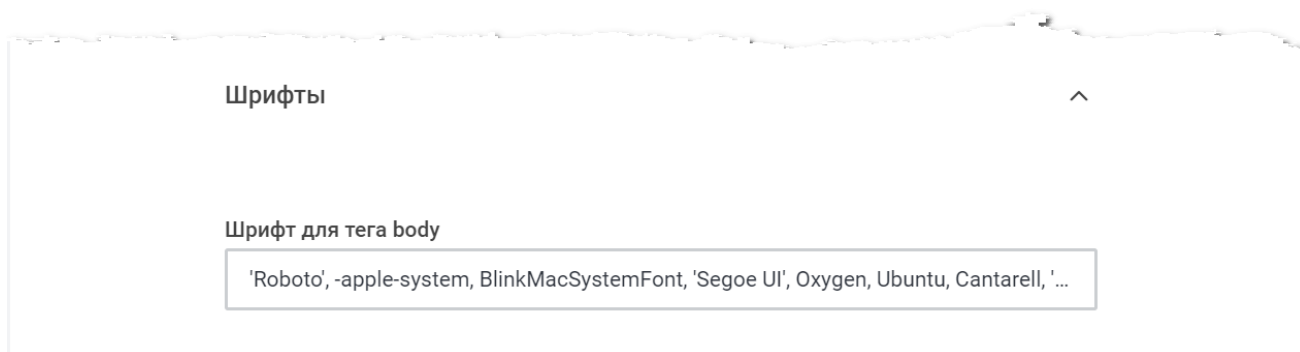 Шрифты
Шрифт для тега body
'Roboto', -apple-system, BlinkMacSystemFont, 'Segoe UI', Oxygen, Ubuntu, Cantarell, '...